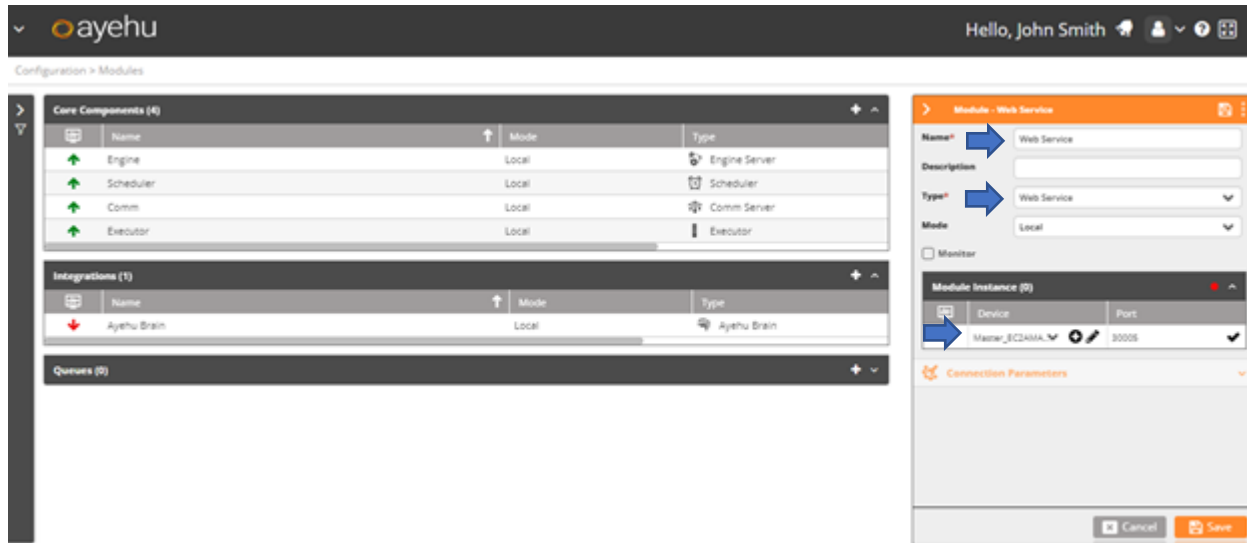 ayehu
Hello, John Smith
Configuration > Modules
Core Components (4)
Name Mode Type
Engine Local Engine Server
Scheduler Local Scheduler
Comm Local Comm Server
Executor Local Executor
Integrations (1)
Name Mode Type
Ayehu Brain Local Ayehu Brain
Queues (0)
Module - Web Service
Name* Web Service
Description
Type* Web Service
Mode Local
Monitor
Module Instance (0)
Device Port
Master_EC2AMA. 30005
Connection Parameters
Cancel Save